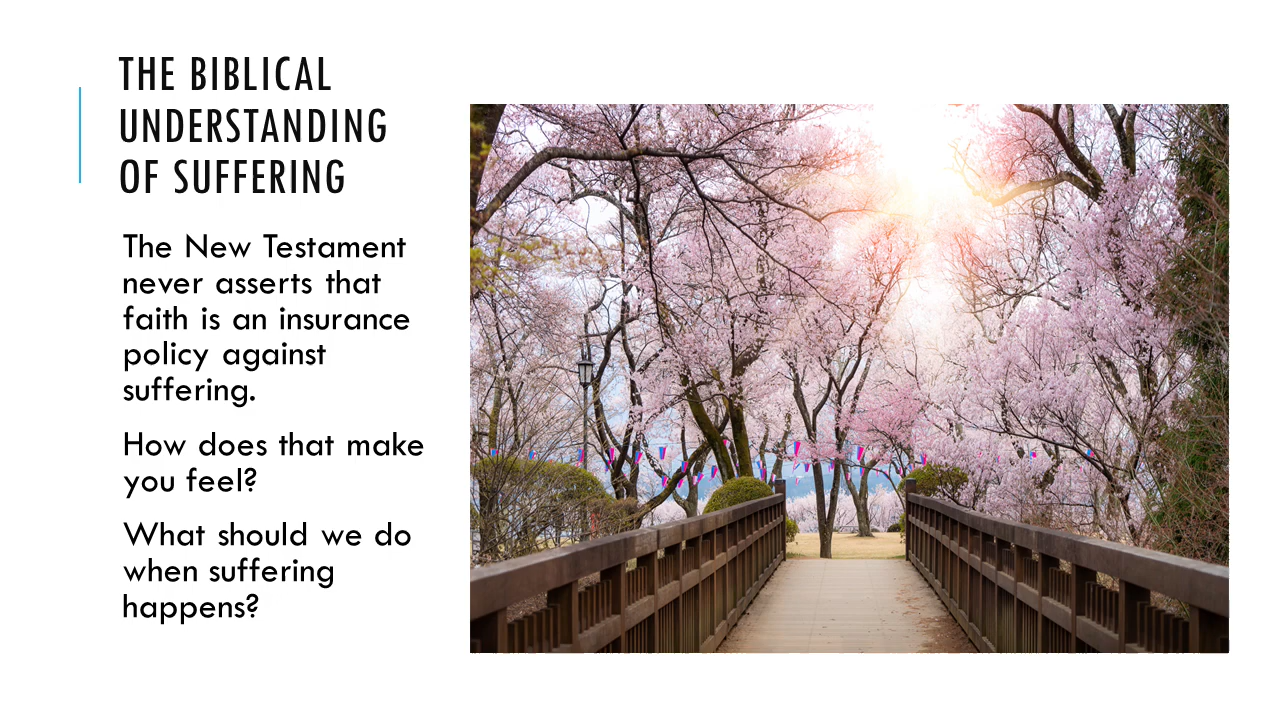 THE BIBLICAL
UNDERSTANDING
OF SUFFERING
The New Testament
never asserts that
faith is an insurance
policy against
suffering.
How does that make
you feel?
What should we do
when suffering
happens?